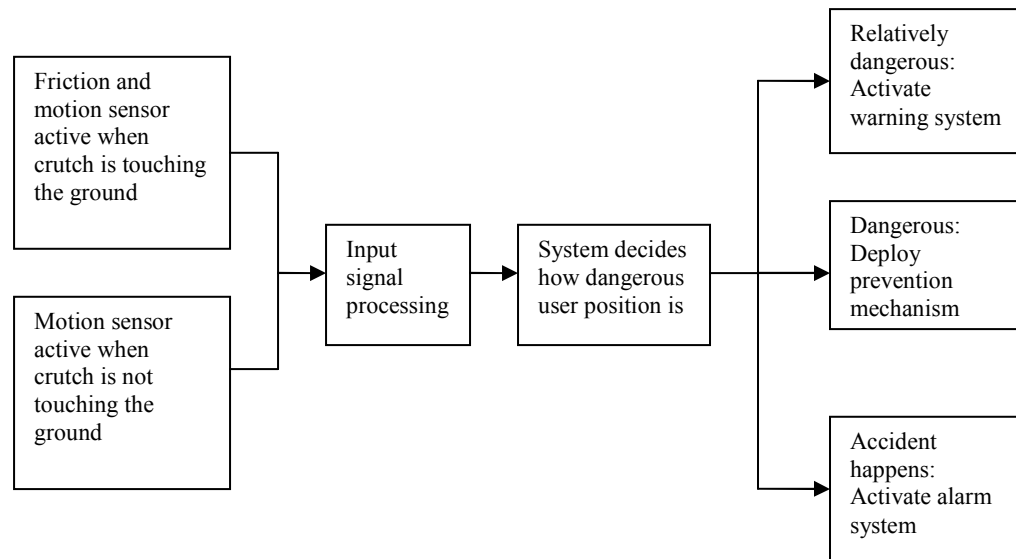 Friction and
motion sensor
active when
crutch is touching
the ground
Motion sensor
active when
crutch is not
touching the
ground
Input
signal
processing
System decides
how dangerous
user position is
Relatively
dangerous:
Activate
warning system
Dangerous:
Deploy
prevention
mechanism
Accident
happens:
Activate alarm
system